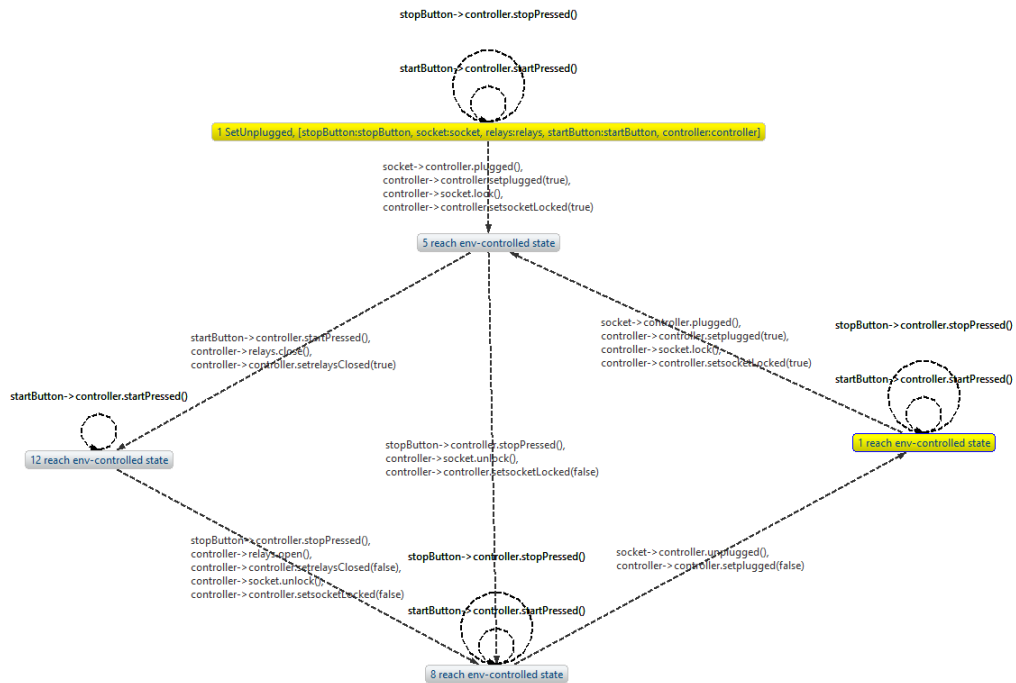 stopButton->controller.stopPressed()
startButton->controller.startPressed()
1 SetUnplugged, [stopButton:stopButton, socket:socket, relays:relays, startButton:startButton, controller:controller]
socket->controller.plugged(),
controller->controller.setplugged(true),
controller->socket.lock(),
controller->controller.setsocketLocked(true)
5 reach env-controlled state
startButton->controller.startPressed(),
controller->relays.close(),
controller->controller.setrelaysClosed(true)
socket->controller.plugged(),
controller->controller.setplugged(true),
controller->socket.lock(),
controller->controller.setsocketLocked(true)
stopButton->controller.stopPressed()
startButton->controller.startPressed()
1 reach env-controlled state
startButton->controller.startPressed()
12 reach env-controlled state
stopButton->controller.stopPressed(),
controller->socket.unlock(),
controller->controller.setsocketLocked(false)
stopButton->controller.stopPressed(),
controller->relays.open(),
controller->controller.setrelaysClosed(false),
controller->socket.unlock(),
controller->controller.setsocketLocked(false)
stopButton->controller.stopPressed()
startButton->controller.startPressed()
socket->controller.unplugged(),
controller->controller.setplugged(false)
8 reach env-controlled state